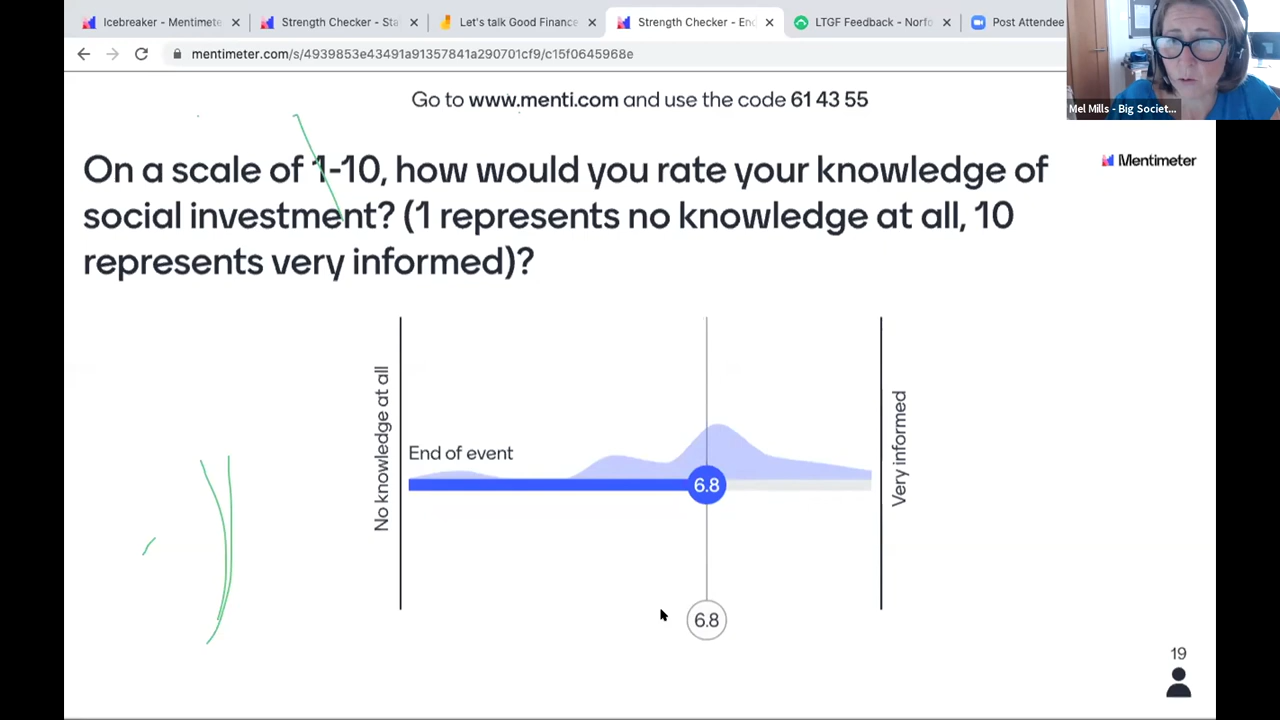 Icebreaker - Mentimete
Strength Checker - Sta
Let's talk Good Finance
Strength Checker - En
LTGF Feedback - Norfo
Post Attendee
mentimeter.com/s/4939853e43491a91357841a290701cf9/c15f0645968e
Mel Mills - Big Societ...
Go to www.menti.com and use the code 61 43 55
Mentimeter
On a scale of 1-10, how would you rate your knowledge of
social investment? (1 represents no knowledge at all, 10
represents very informed)?
No knowledge at all
End of event
6.8
Very informed
6.8
19